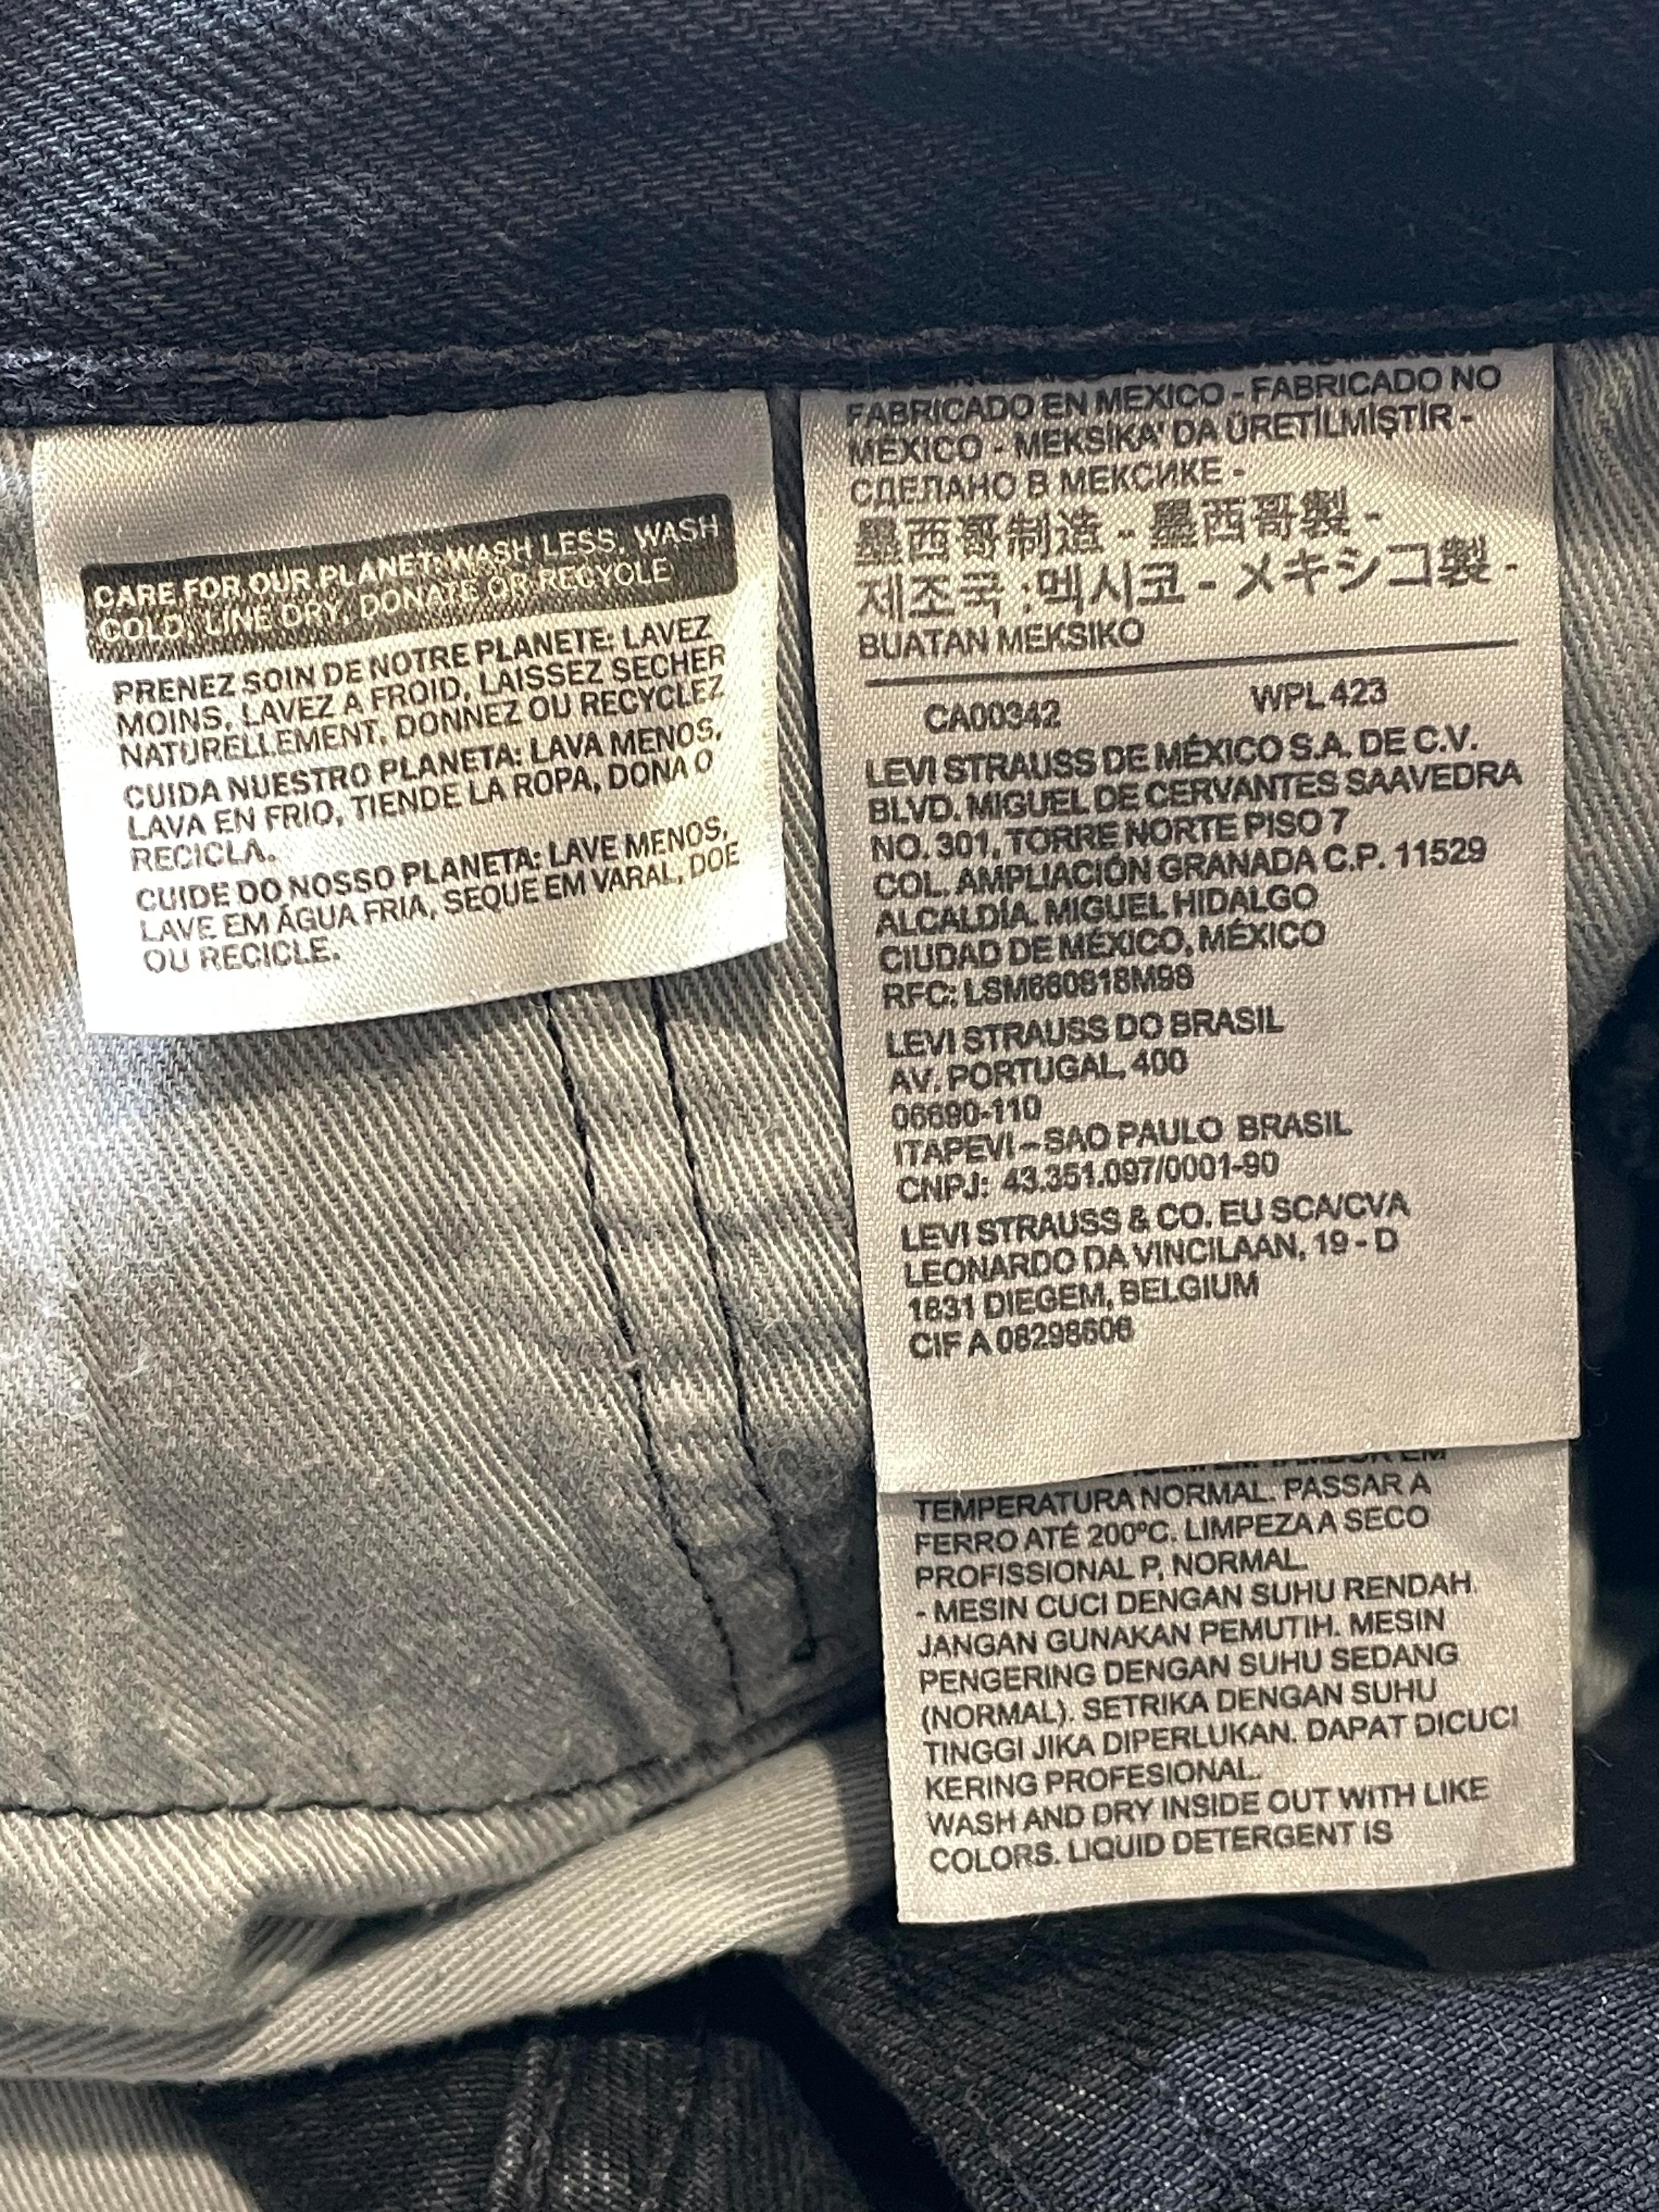 CARE FOR OUR PLANET: WASH LESS, WASH
COLD, LINE DRY, DONATE OR RECYCLE
PRENEZ SOIN DE NOTRE PLANETE: LAVEZ
MOINS, LAVEZ A FROID, LAISSEZ SECHER
NATURELLEMENT, DONNEZ OU RECYCLEZ
CUIDA NUESTRO PLANETA: LAVA MENOS,
LAVA EN FRIO, TIENDE LA ROPA, DONA O
RECICLA.
CUIDE DO NOSSO PLANETA: LAVE MENOS,
LAVE EM ÁGUA FRIA, SEQUE EM VARAL, DOE
OU RECICLE.
FABRICADO EN MEXICO - FABRICADO NO
MÉXICO - MEKSİKA' DA ÜRETİLMİŞTİR -
СДЕЛАНО В МЕКСИКЕ -
墨西哥制造 - 墨西哥製 -
제조국 :멕시코 - メキシコ製 -
BUATAN MEKSIKO
CA00342 WPL 423
LEVI STRAUSS DE MÉXICO S.A. DE C.V.
BLVD. MIGUEL DE CERVANTES SAAVEDRA
NO. 301, TORRE NORTE PISO 7
COL. AMPLIACIÓN GRANADA C.P. 11529
ALCALDÍA. MIGUEL HIDALGO
CIUDAD DE MÉXICO, MÉXICO
RFC: LSM660818M98
LEVI STRAUSS DO BRASIL
AV. PORTUGAL, 400
06690-110
ITAPEVI – SAO PAULO BRASIL
CNPJ: 43.351.097/0001-90
LEVI STRAUSS & CO. EU SCA/CVA
LEONARDO DA VINCILAAN, 19 - D
1831 DIEGEM, BELGIUM
CIF A 08298606
TEMPERATURA NORMAL. PASSAR A
FERRO ATÉ 200ºC. LIMPEZA A SECO
PROFISSIONAL P, NORMAL.
- MESIN CUCI DENGAN SUHU RENDAH.
JANGAN GUNAKAN PEMUTIH. MESIN
PENGERING DENGAN SUHU SEDANG
(NORMAL). SETRIKA DENGAN SUHU
TINGGI JIKA DIPERLUKAN. DAPAT DICUCI
KERING PROFESIONAL.
WASH AND DRY INSIDE OUT WITH LIKE
COLORS. LIQUID DETERGENT IS